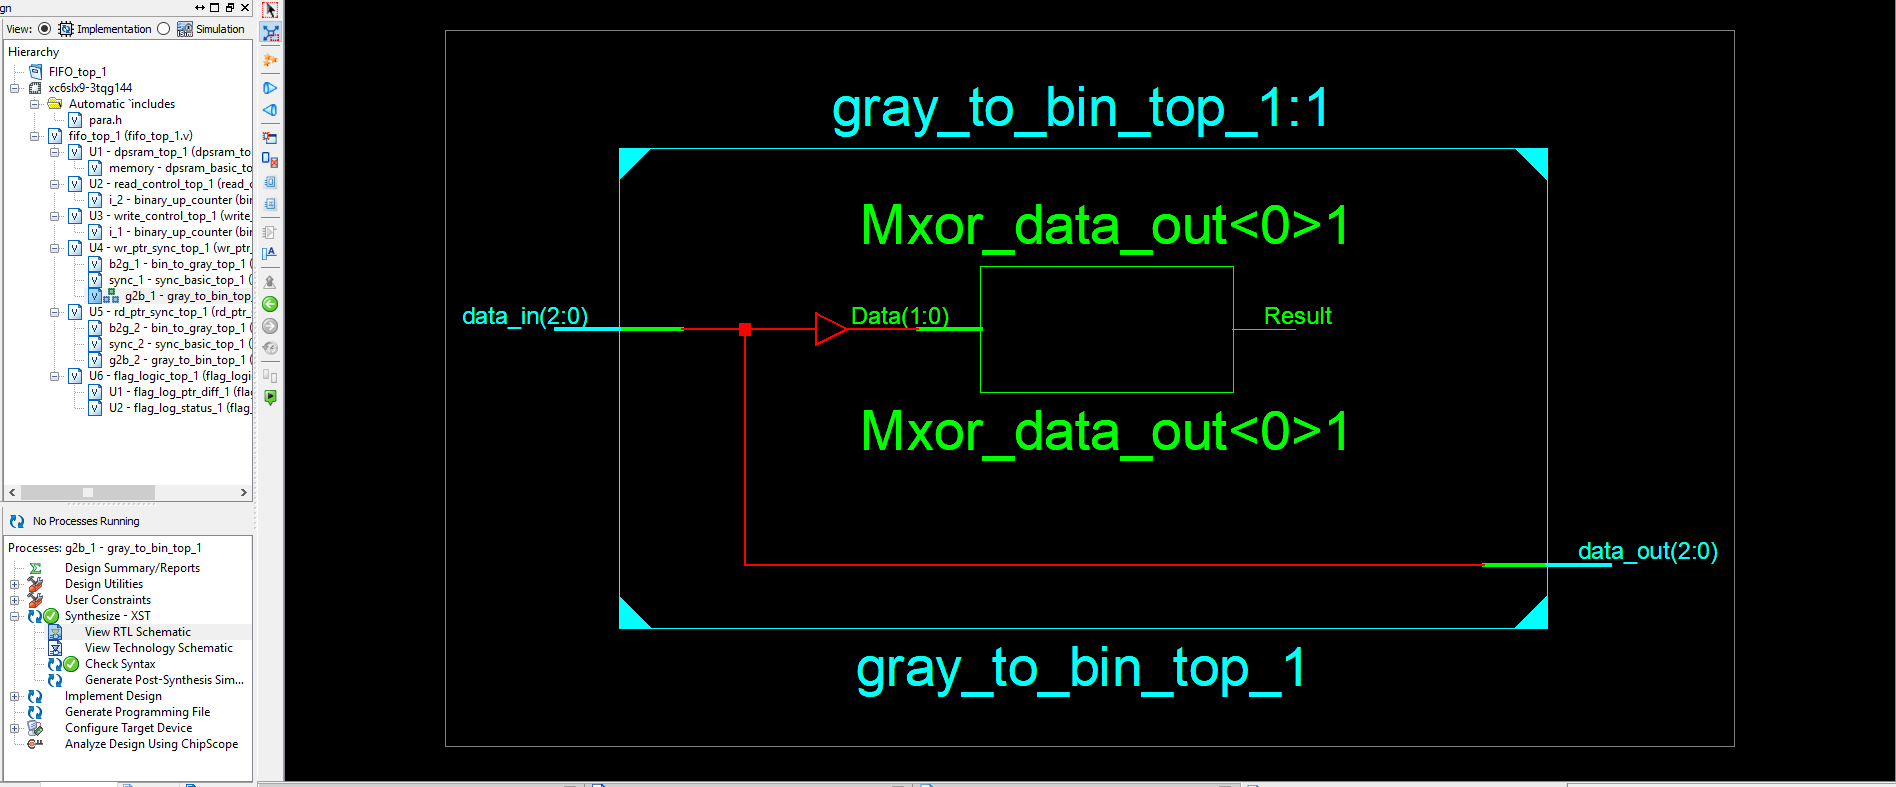 gn
View: Implementation Simulation
Hierarchy
FIFO_top_1
xc6slx9-3tqg144
Automatic `includes
para.h
fifo_top_1 (fifo_top_1.v)
U1 - dpsram_top_1 (dpsram_to
memory - dpsram_basic_to
U2 - read_control_top_1 (read_c
i_2 - binary_up_counter (bir
U3 - write_control_top_1 (write_
i_1 - binary_up_counter (bir
U4 - wr_ptr_sync_top_1 (wr_ptr_
b2g_1 - bin_to_gray_top_1 (
sync_1 - sync_basic_top_1 (
g2b_1 - gray_to_bin_top_
U5 - rd_ptr_sync_top_1 (rd_ptr_
b2g_2 - bin_to_gray_top_1 (
sync_2 - sync_basic_top_1 (
g2b_2 - gray_to_bin_top_1 (
U6 - flag_logic_top_1 (flag_logi
U1 - flag_log_ptr_diff_1 (fla
U2 - flag_log_status_1 (flag_
No Processes Running
Processes: g2b_1 - gray_to_bin_top_1
Design Summary/Reports
Design Utilities
User Constraints
Synthesize - XST
View RTL Schematic
View Technology Schematic
Check Syntax
Generate Post-Synthesis Sim...
Implement Design
Generate Programming File
Configure Target Device
Analyze Design Using ChipScope
gray_to_bin_top_1:1
Mxor_data_out<0>1
data_in(2:0)
Data(1:0)
Result
Mxor_data_out<0>1
data_out(2:0)
gray_to_bin_top_1